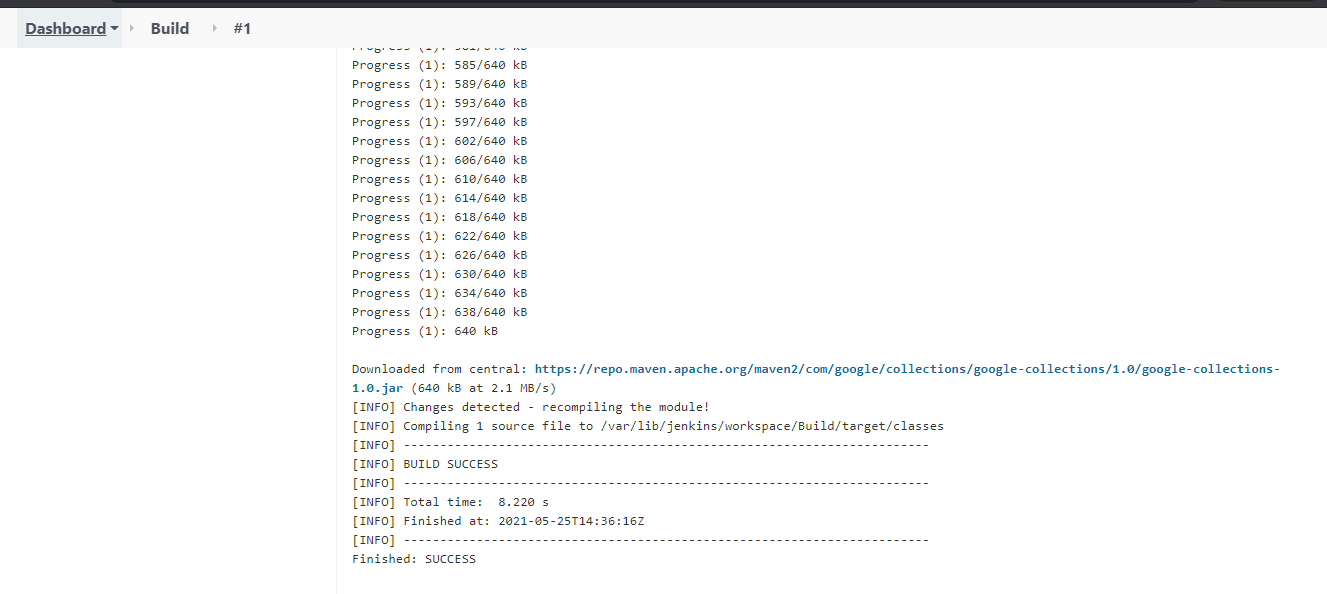 Dashboard Build #1
Progress (1): 585/640 kB
Progress (1): 589/640 kB
Progress (1): 593/640 kB
Progress (1): 597/640 kB
Progress (1): 602/640 kB
Progress (1): 606/640 kB
Progress (1): 610/640 kB
Progress (1): 614/640 kB
Progress (1): 618/640 kB
Progress (1): 622/640 kB
Progress (1): 626/640 kB
Progress (1): 630/640 kB
Progress (1): 634/640 kB
Progress (1): 638/640 kB
Progress (1): 640 kB
Downloaded from central: https://repo.maven.apache.org/maven2/com/google/collections/google-collections/1.0/google-collections-
1.0.jar (640 kB at 2.1 MB/s)
[INFO] Changes detected - recompiling the module!
[INFO] Compiling 1 source file to /var/lib/jenkins/workspace/Build/target/classes
[INFO] ------------------------------------------------------------------------
[INFO] BUILD SUCCESS
[INFO] ------------------------------------------------------------------------
[INFO] Total time:  8.220 s
[INFO] Finished at: 2021-05-25T14:36:16Z
[INFO] ------------------------------------------------------------------------
Finished: SUCCESS